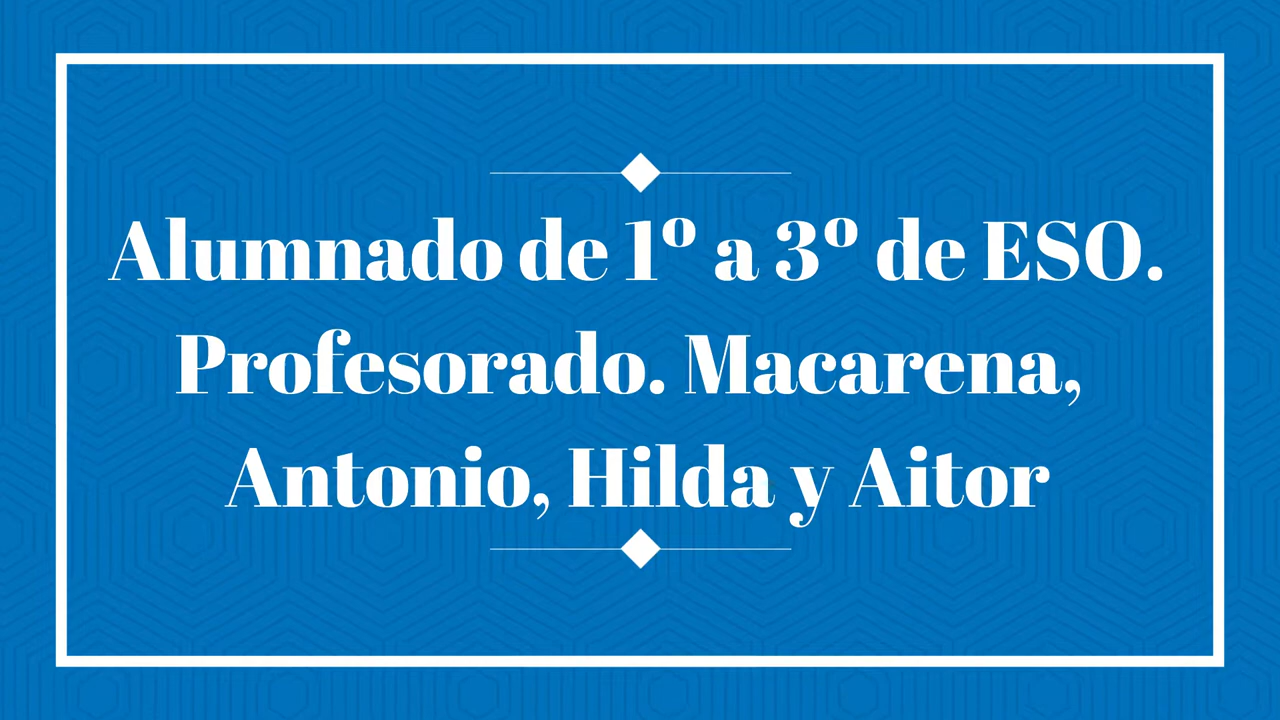 Alumnado de 1º a 3º de ESO.
Profesorado. Macarena,
Antonio, Hilda y Aitor